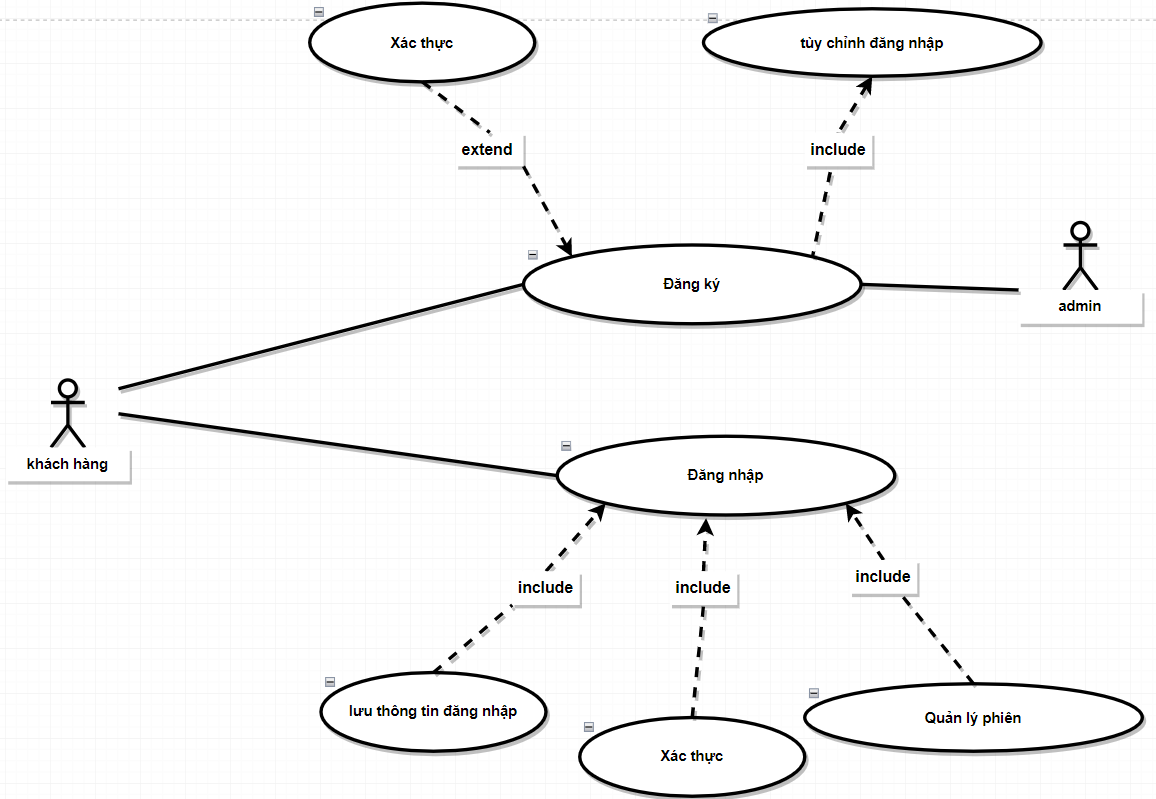 Xác thực
tùy chỉnh đăng nhập
extend
include
Đăng ký
admin
khách hàng
Đăng nhập
include
include
include
lưu thông tin đăng nhập
Xác thực
Quản lý phiên